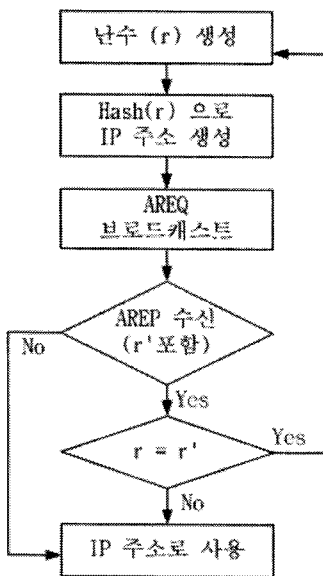 난수 (r) 생성
Hash(r) 으로
IP 주소 생성
AREQ
브로드캐스트
AREP 수신
(r'포함)
No
Yes
r = r'
Yes
No
IP 주소로 사용